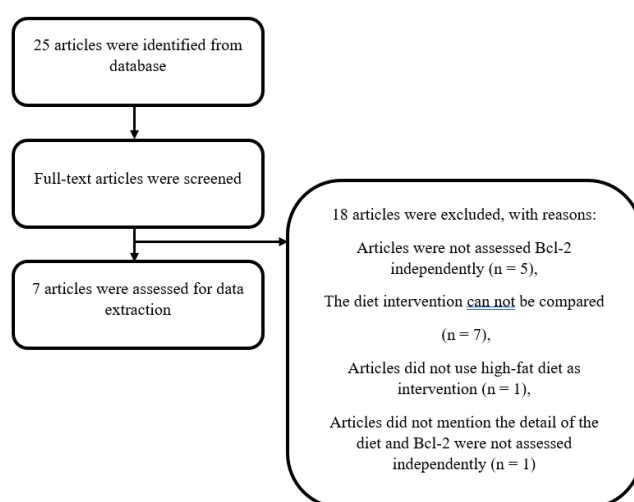 25 articles were identified from
database
Full-text articles were screened
7 articles were assessed for data
extraction
18 articles were excluded, with reasons:
Articles were not assessed Bcl-2
independently (n = 5),
The diet intervention can not be compared
(n = 7),
Articles did not use high-fat diet as
intervention (n = 1),
Articles did not mention the detail of the
diet and Bcl-2 were not assessed
independently (n = 1)